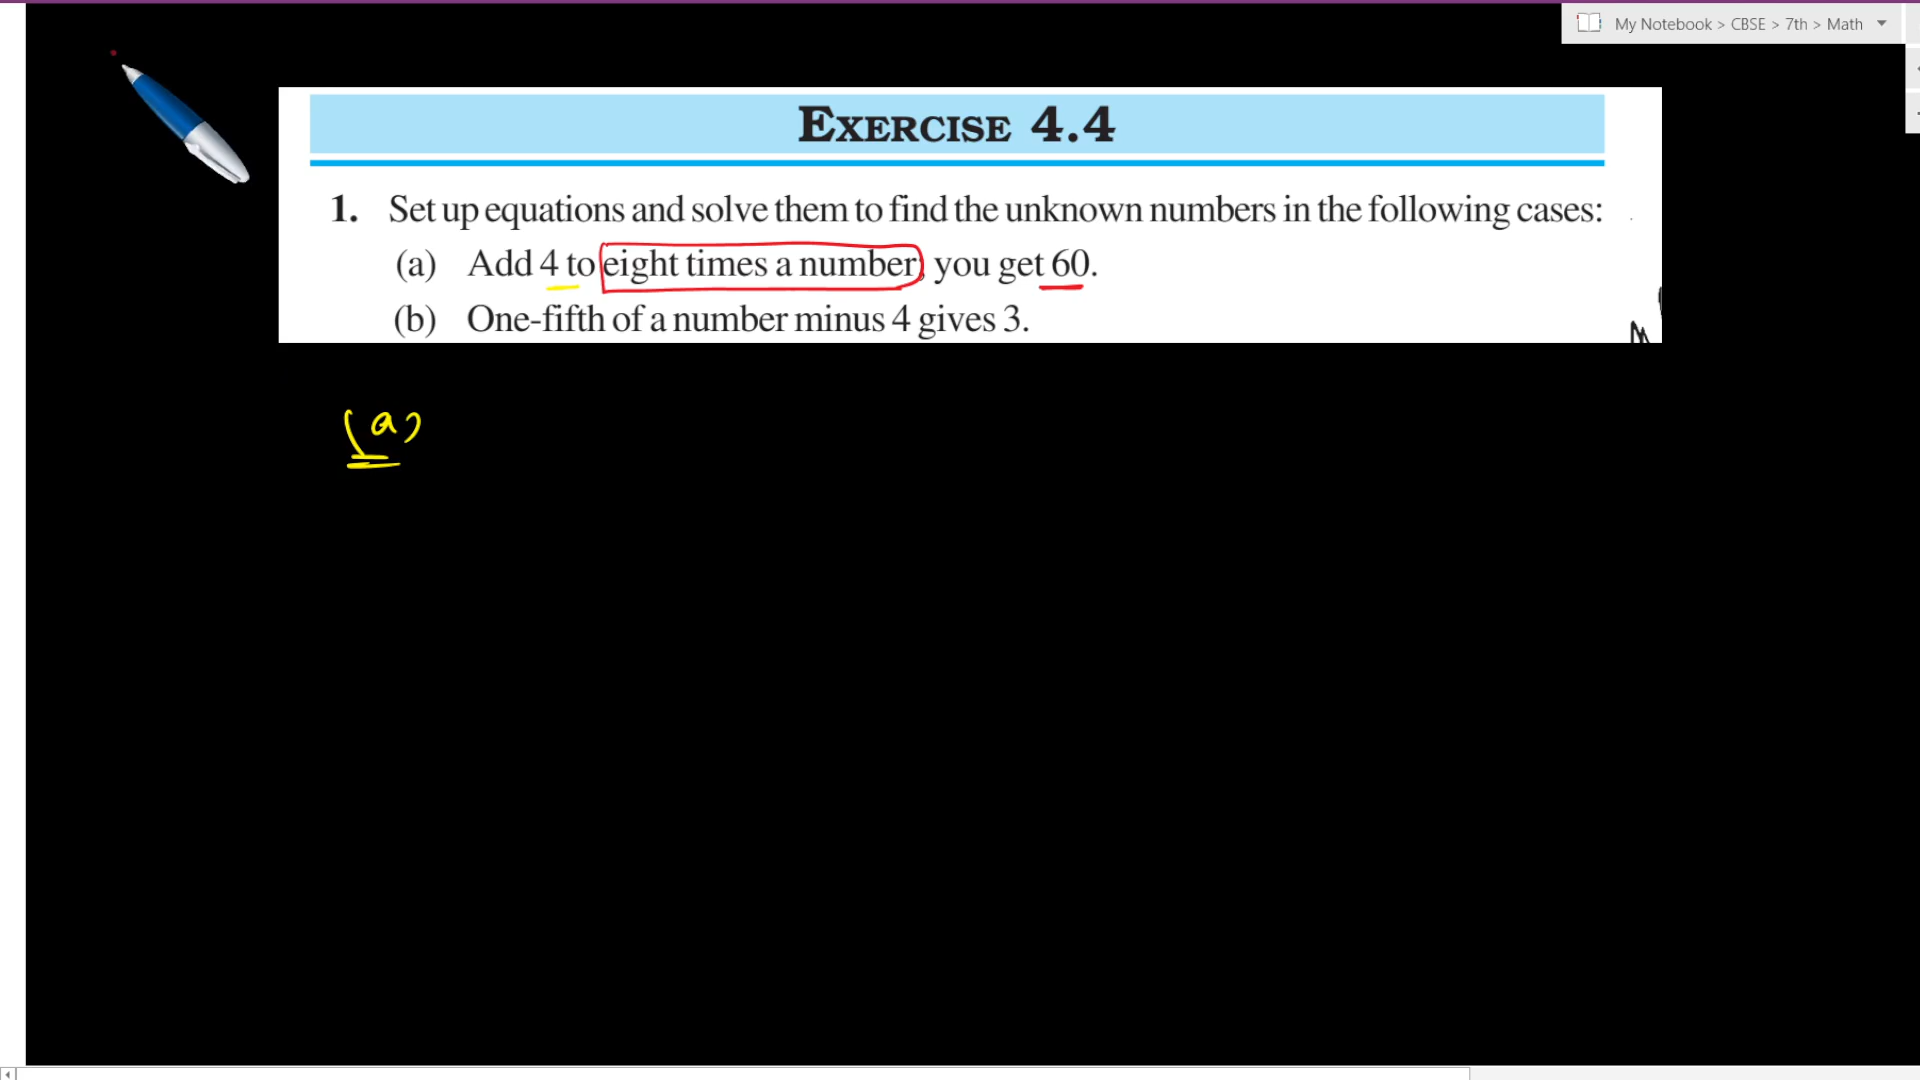 My Notebook > CBSE > 7th > Math
EXERCISE 4.4
1. Set up equations and solve them to find the unknown numbers in the following cases:
(a) Add 4 to eight times a number; you get 60.
(b) One-fifth of a number minus 4 gives 3.
(a)